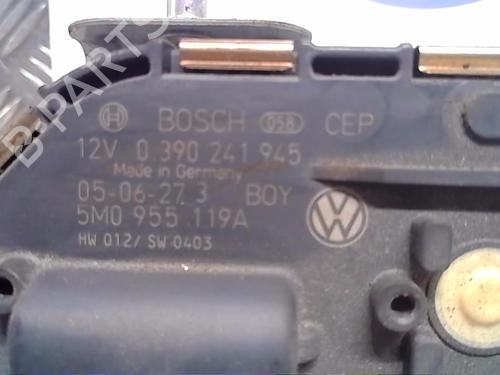 BOSCH 058 CEP
12V 0.390 241 945
Made in Germany
05-06-27 3 BOY
5M0 955 119A
HW 012/ SW 0403
B-PARTS